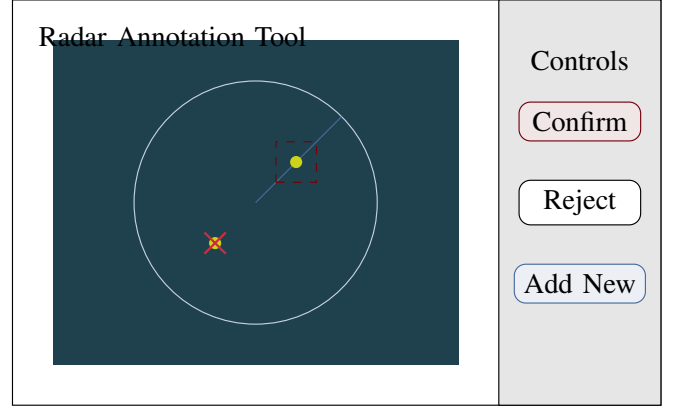 Radar Annotation Tool
Controls
Confirm
Reject
Add New